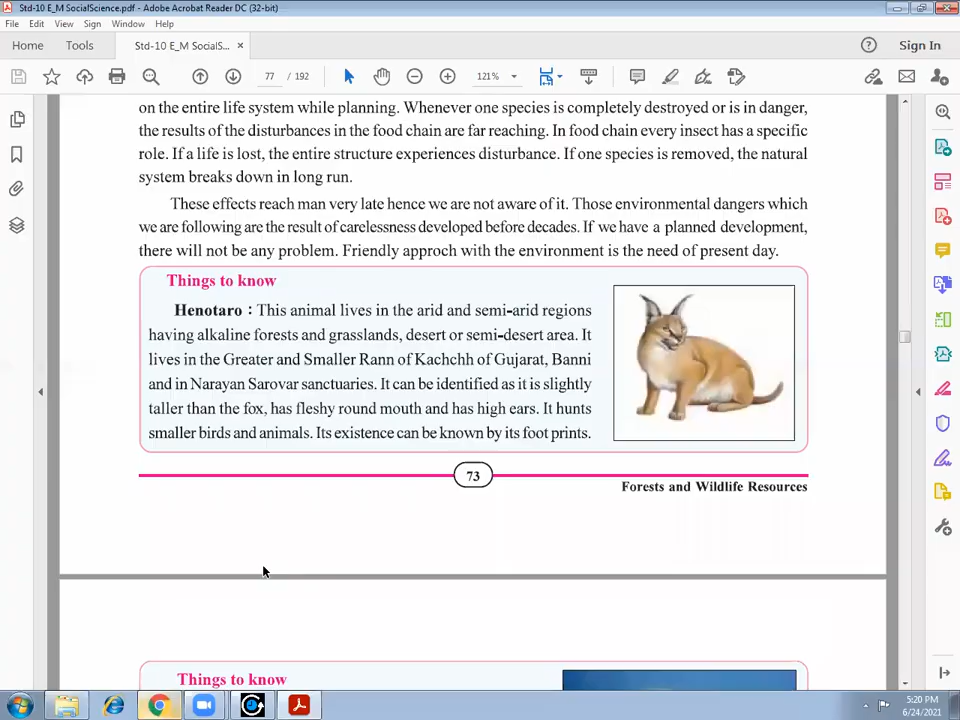 Std-10 E_M SocialScience.pdf - Adobe Acrobat Reader DC (32-bit)
File Edit View Sign Window Help
Home Tools Std-10 E_M SocialS... × Sign In
77 / 192 121%
on the entire life system while planning. Whenever one species is completely destroyed or is in danger,
the results of the disturbances in the food chain are far reaching. In food chain every insect has a specific
role. If a life is lost, the entire structure experiences disturbance. If one species is removed, the natural
system breaks down in long run.
These effects reach man very late hence we are not aware of it. Those environmental dangers which
we are following are the result of carelessness developed before decades. If we have a planned development,
there will not be any problem. Friendly approch with the environment is the need of present day.
Things to know
Henotaro : This animal lives in the arid and semi-arid regions
having alkaline forests and grasslands, desert or semi-desert area. It
lives in the Greater and Smaller Rann of Kachchh of Gujarat, Banni
and in Narayan Sarovar sanctuaries. It can be identified as it is slightly
taller than the fox, has fleshy round mouth and has high ears. It hunts
smaller birds and animals. Its existence can be known by its foot prints.
73
Forests and Wildlife Resources
Things to know
5:20 PM
6/24/2021